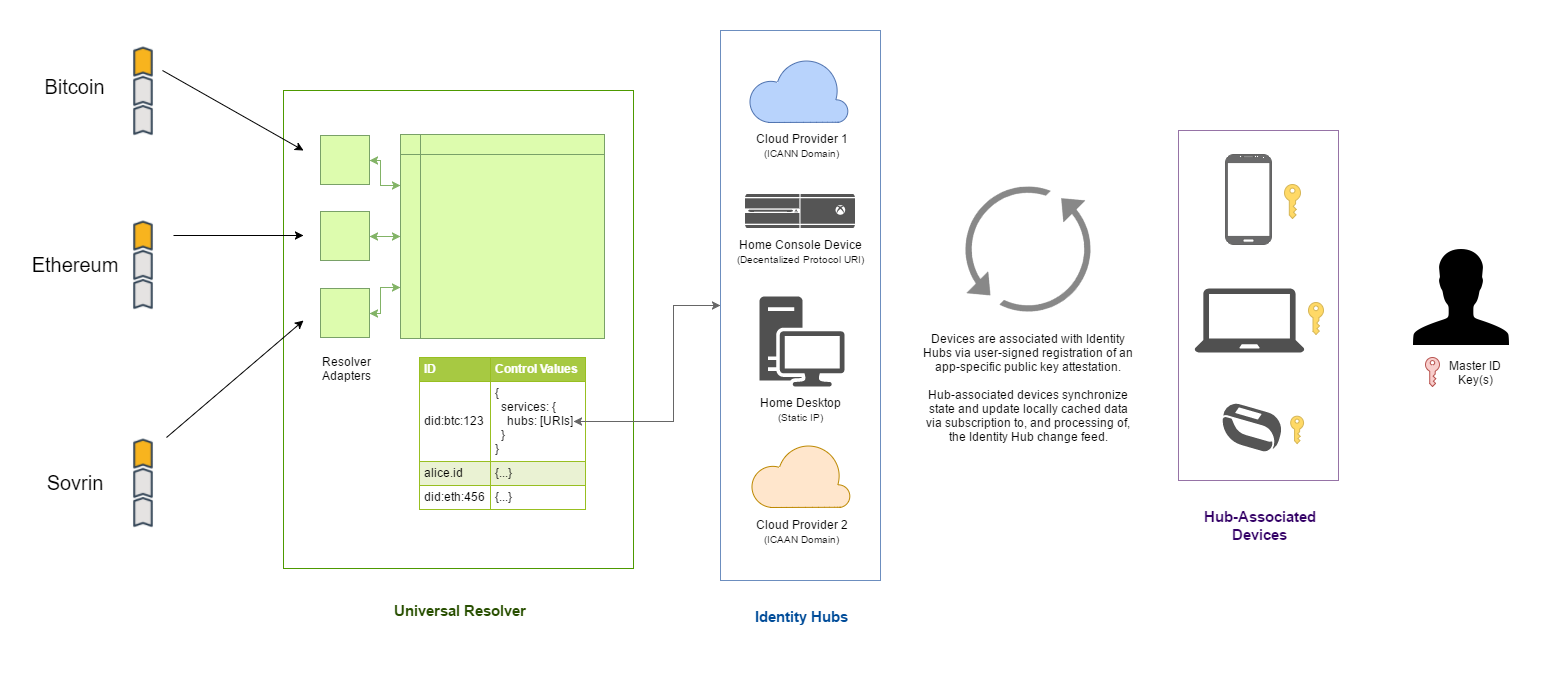 Bitcoin
Ethereum
Sovrin
Resolver
Adapters
ID Control Values
did:btc:123
{
services: {
hubs: [URIs]
}
}
alice.id {...}
did:eth:456 {...}
Universal Resolver
Cloud Provider 1
(ICANN Domain)
Home Console Device
(Decentalized Protocol URI)
Home Desktop
(Static IP)
Cloud Provider 2
(ICAAN Domain)
Identity Hubs
Devices are associated with Identity
Hubs via user-signed registration of an
app-specific public key attestation.
Hub-associated devices synchronize
state and update locally cached data
via subscription to, and processing of,
the Identity Hub change feed.
Hub-Associated
Devices
Master ID
Key(s)